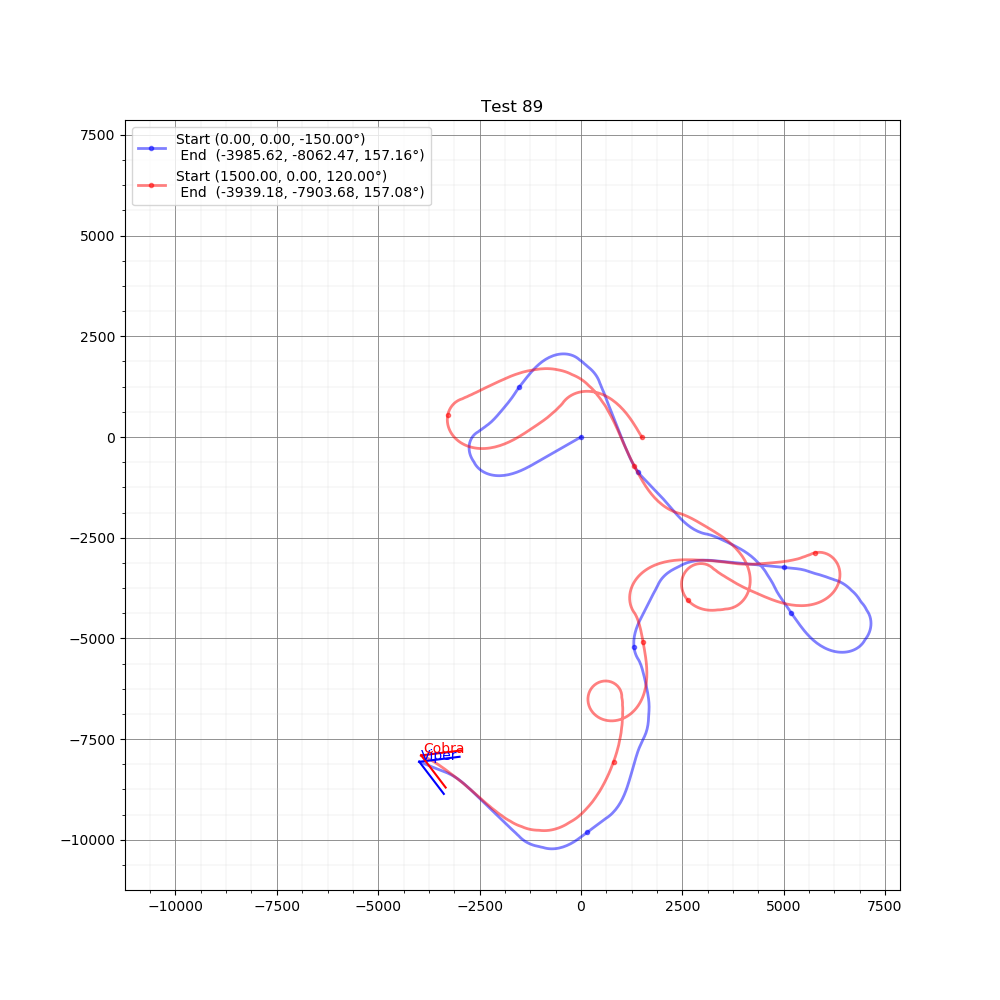 Test 89
Start (0.00, 0.00, -150.00°)
End  (-3985.62, -8062.47, 157.16°)
Start (1500.00, 0.00, 120.00°)
End  (-3939.18, -7903.68, 157.08°)
7500
5000
2500
0
−2500
−5000
−7500
−10000
Cobra
Viper
−10000
−7500
−5000
−2500
0
2500
5000
7500